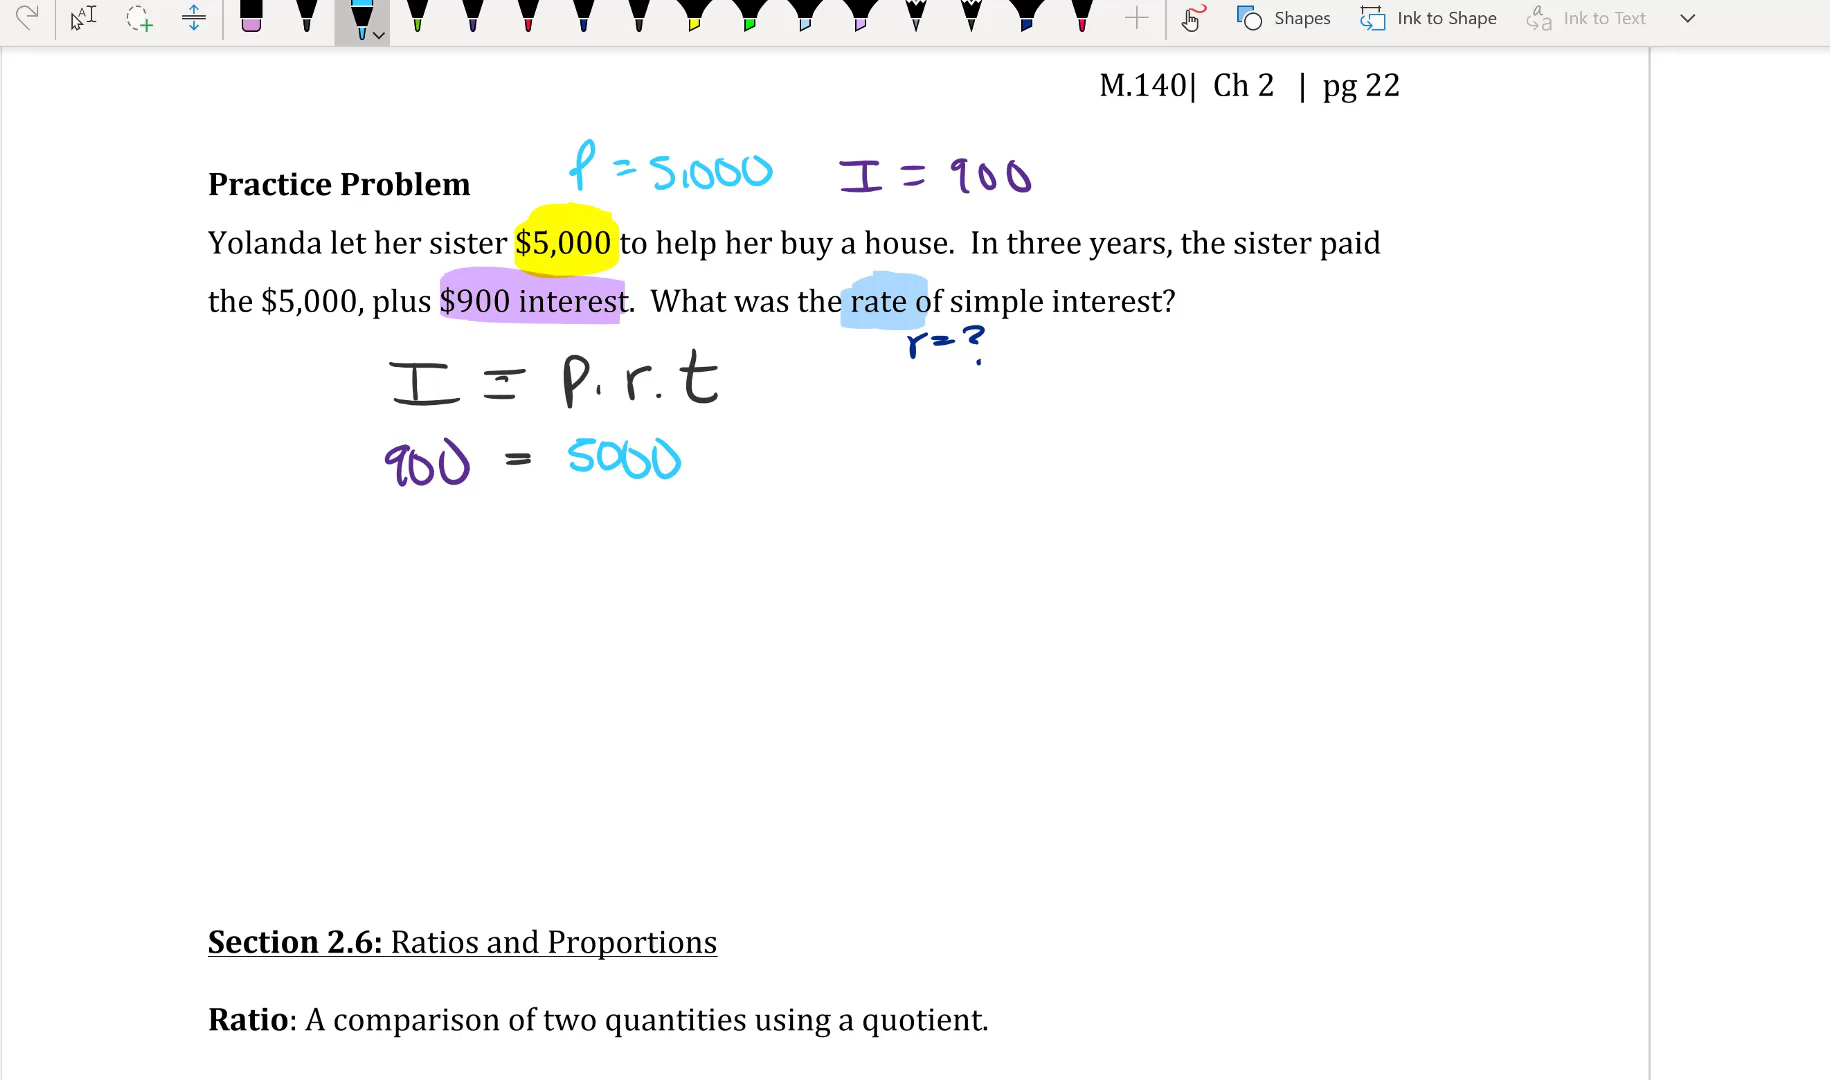 Shapes Ink to Shape Ink to Text
M.140| Ch 2 | pg 22
P = 5,000 I = 900
Practice Problem
Yolanda let her sister $5,000 to help her buy a house. In three years, the sister paid
the $5,000, plus $900 interest. What was the rate of simple interest?
r = ?
I = P. r. t
900 = 5000
Section 2.6: Ratios and Proportions
Ratio: A comparison of two quantities using a quotient.